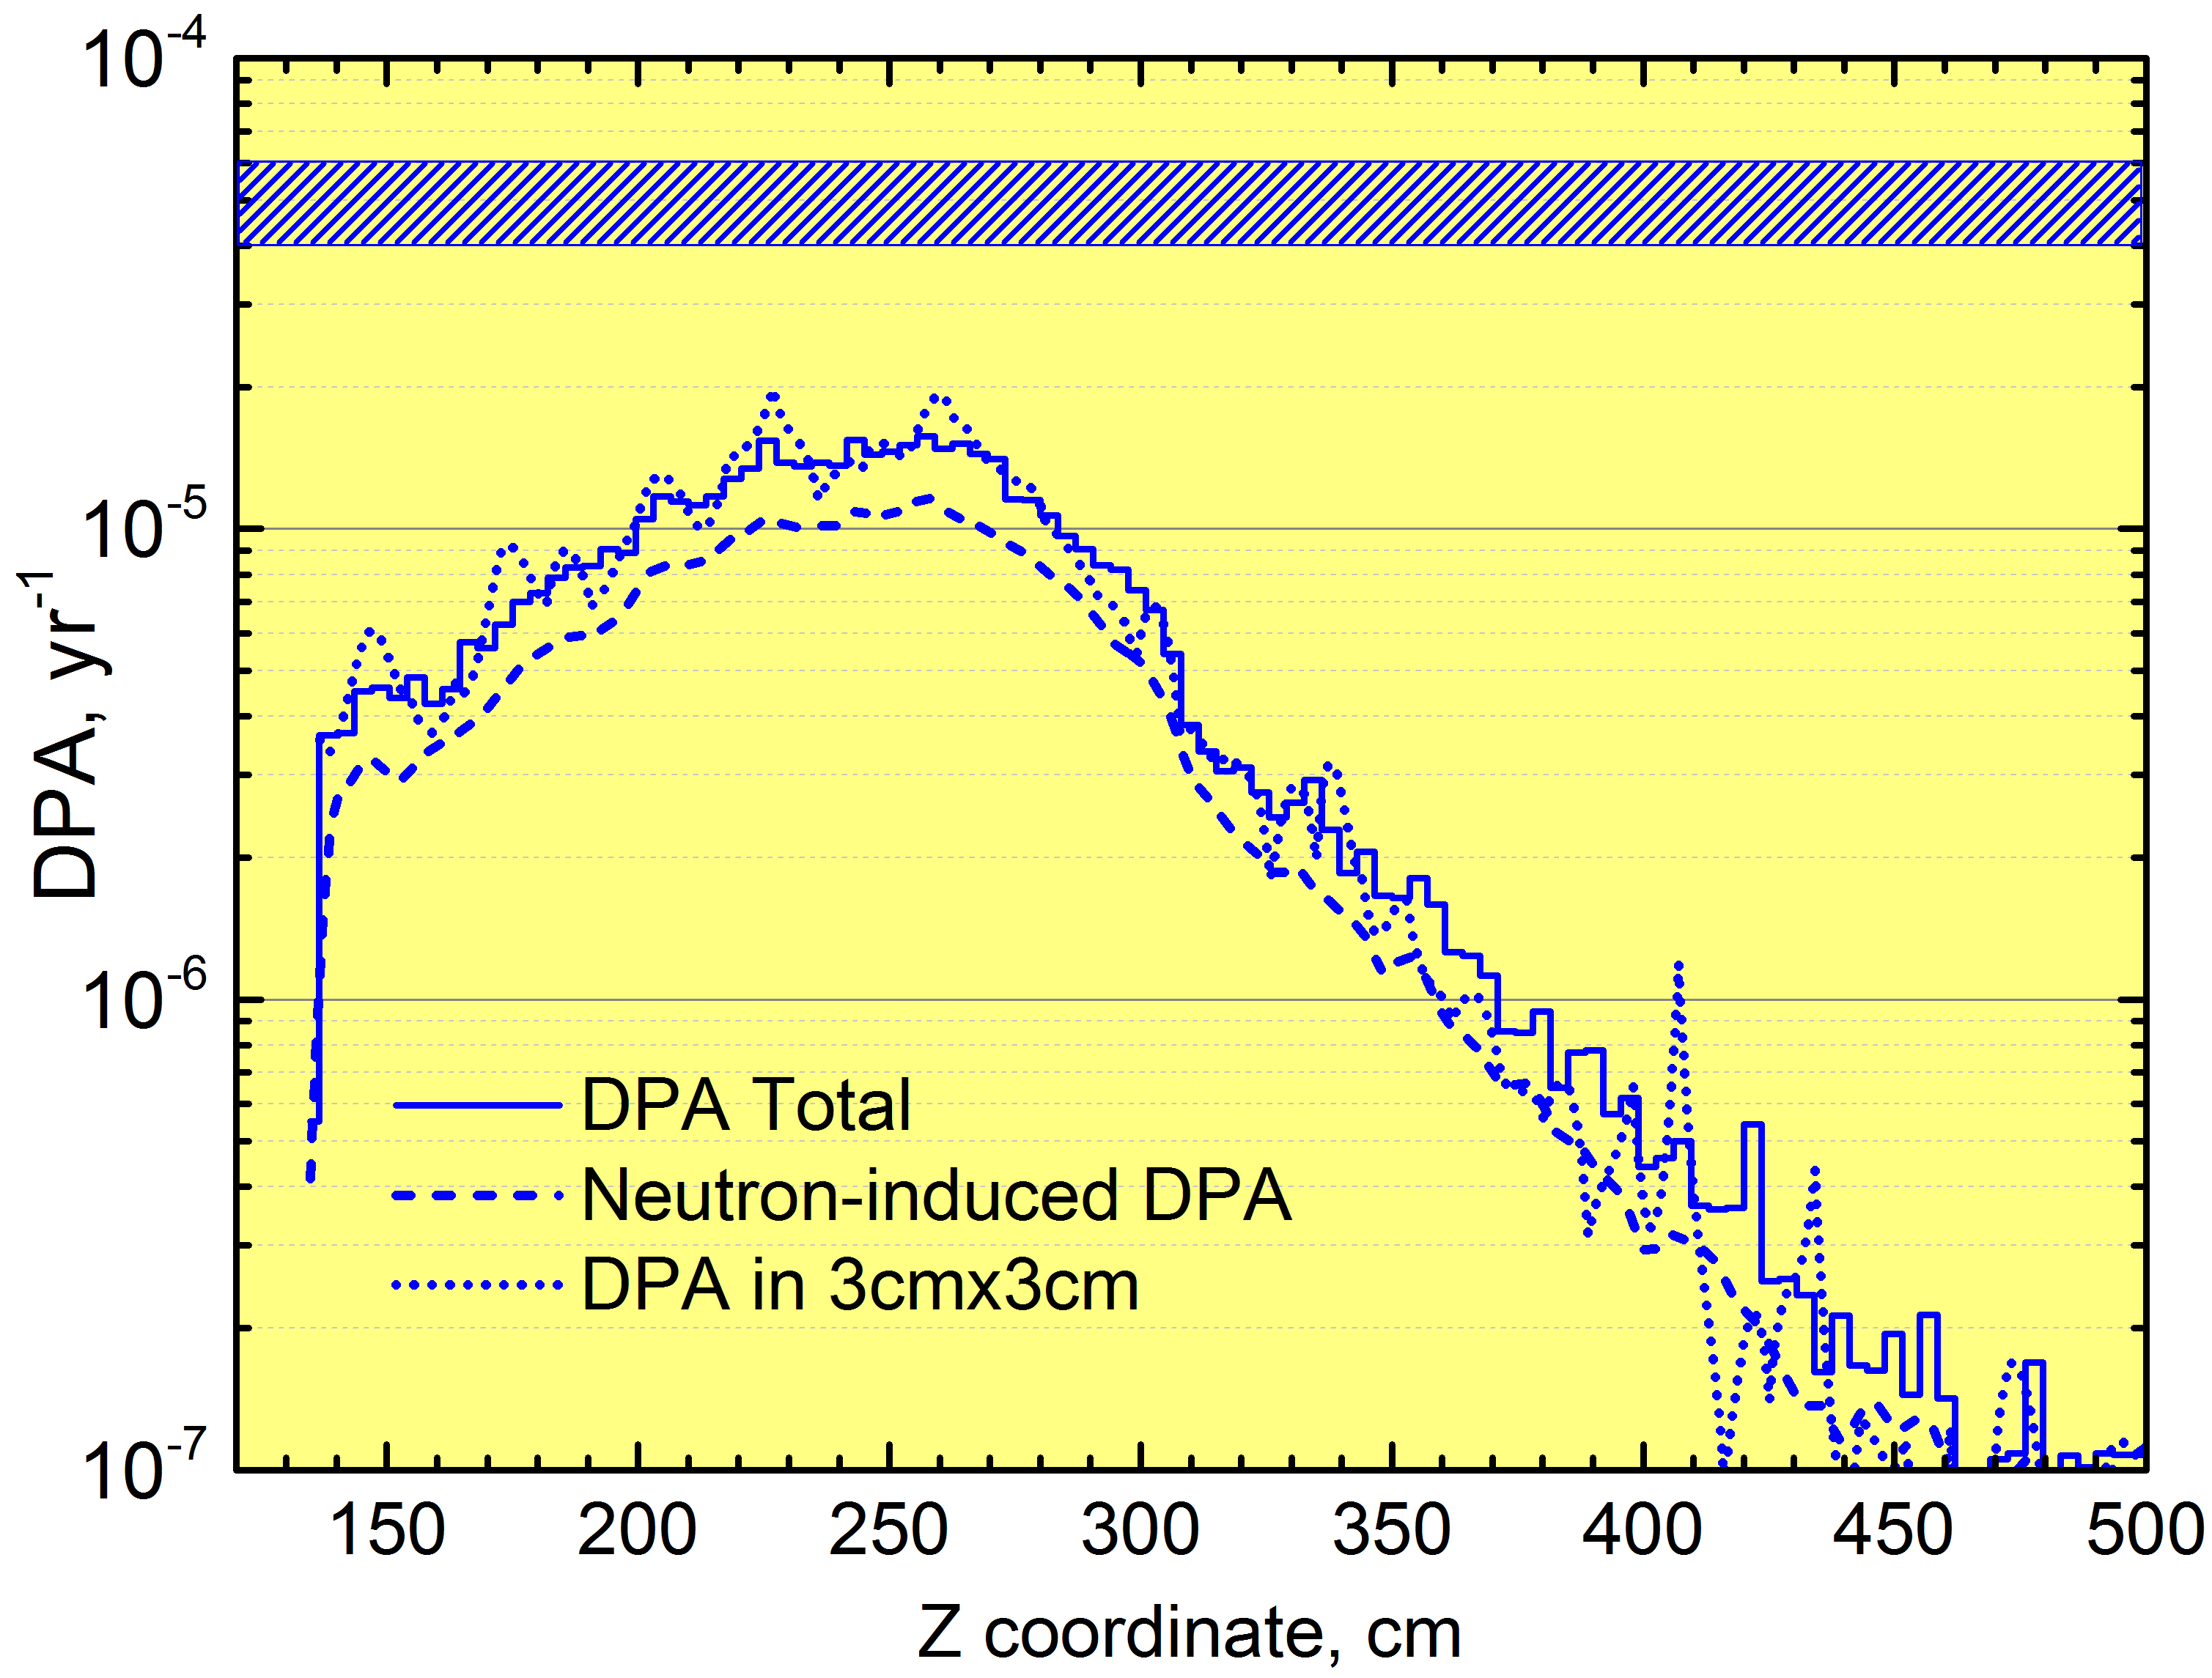 10-4
10-5
10-6
10-7
DPA, yr-1
DPA Total
Neutron-induced DPA
DPA in 3cmx3cm
150 200 250 300 350 400 450 500
Z coordinate, cm